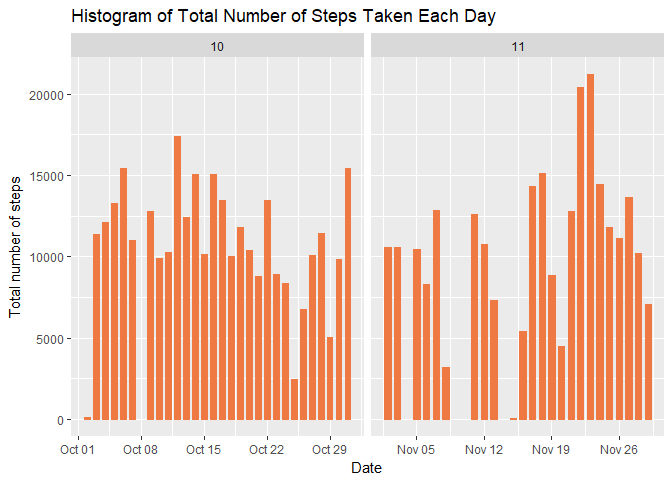 Histogram of Total Number of Steps Taken Each Day
10
11
20000
15000
10000
5000
0
Total number of steps
Oct 01 Oct 08 Oct 15 Oct 22 Oct 29 Nov 05 Nov 12 Nov 19 Nov 26
Date